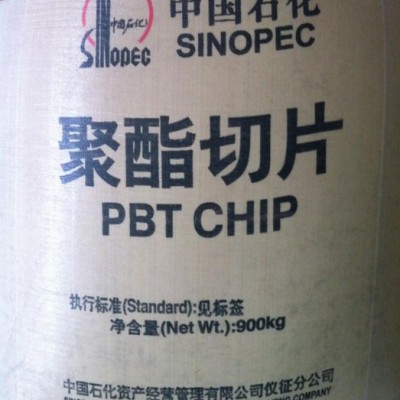 中国石化
SINOPEC
中国石化
SINOPEC
聚酯切片
PBT CHIP
执行标准(Standard):见标签
净含量(Net Wt.):900kg
中国石化资产经营管理有限公司仪征分公司
COMPANY